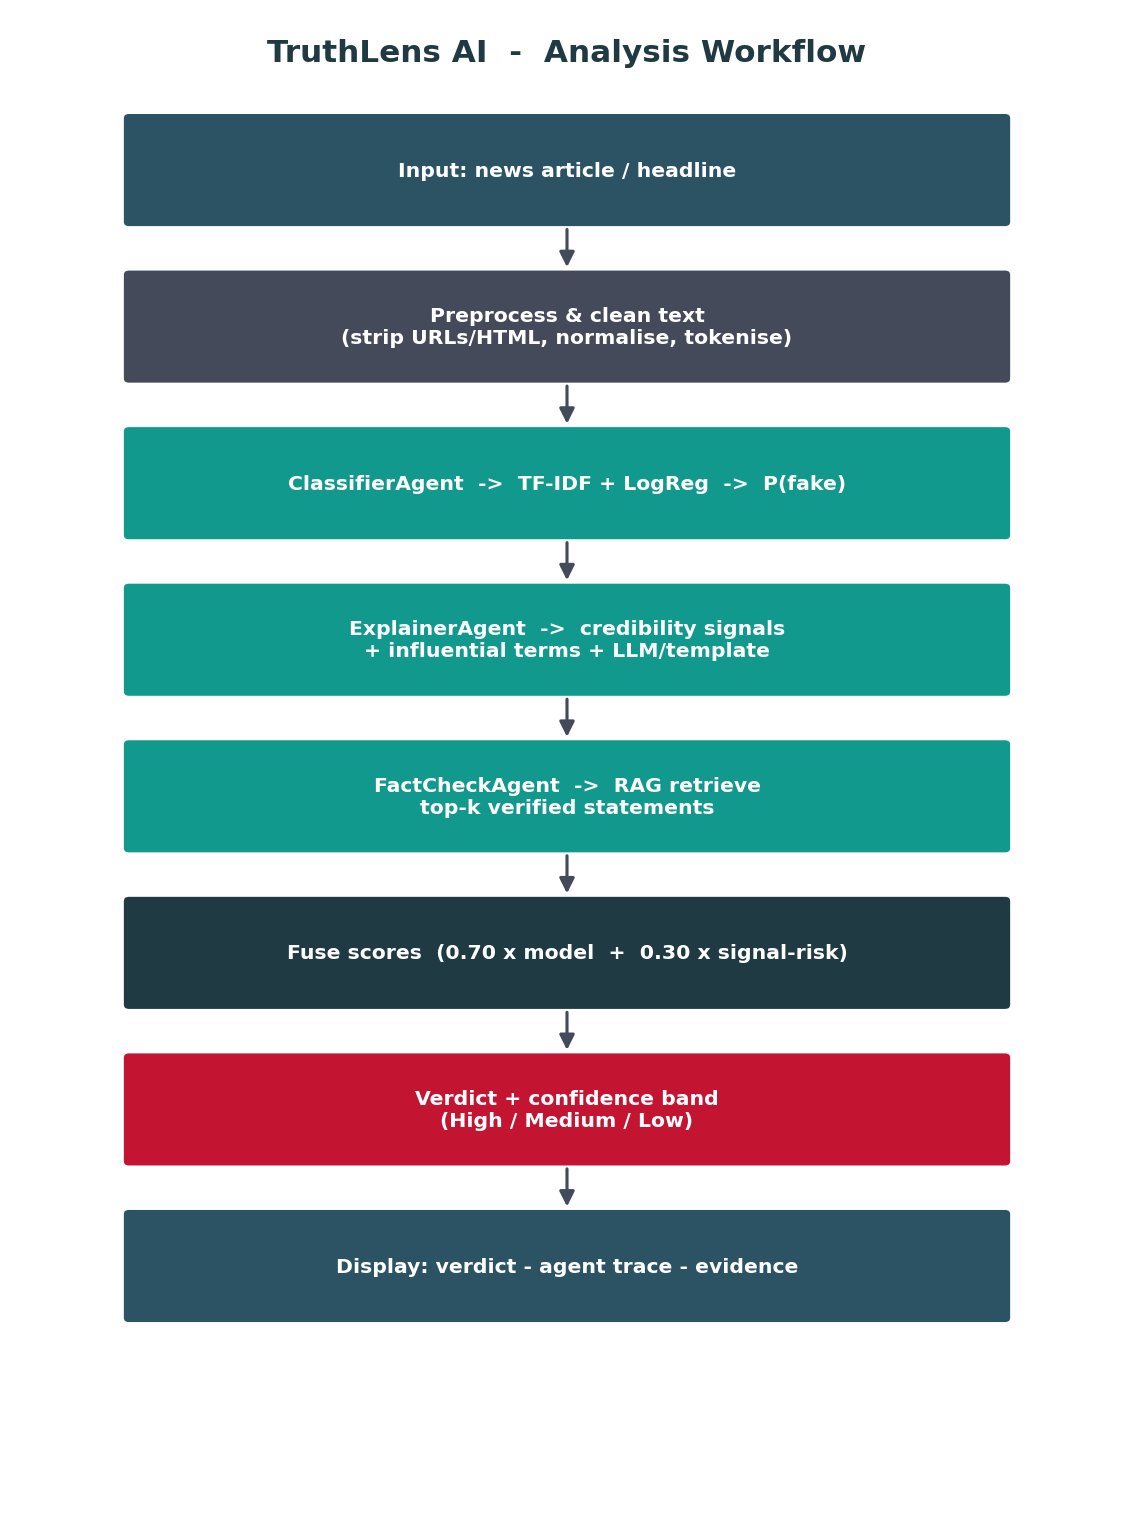 TruthLens AI  -  Analysis Workflow
Input: news article / headline
Preprocess & clean text
(strip URLs/HTML, normalise, tokenise)
ClassifierAgent  ->  TF-IDF + LogReg  ->  P(fake)
ExplainerAgent  ->  credibility signals
+ influential terms + LLM/template
FactCheckAgent  ->  RAG retrieve
top-k verified statements
Fuse scores  (0.70 x model  +  0.30 x signal-risk)
Verdict + confidence band
(High / Medium / Low)
Display: verdict - agent trace - evidence